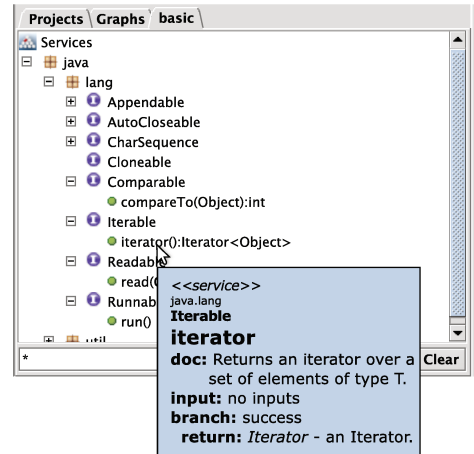 Projects Graphs basic
Services
java
lang
Appendable
AutoCloseable
CharSequence
Cloneable
Comparable
compareTo(Object):int
Iterable
iterator():Iterator<Object>
Readable
read(
Runnab
run()
util
* Clear
<<service>>
java.lang
Iterable
iterator
doc: Returns an iterator over a
set of elements of type T.
input: no inputs
branch: success
return: Iterator - an Iterator.